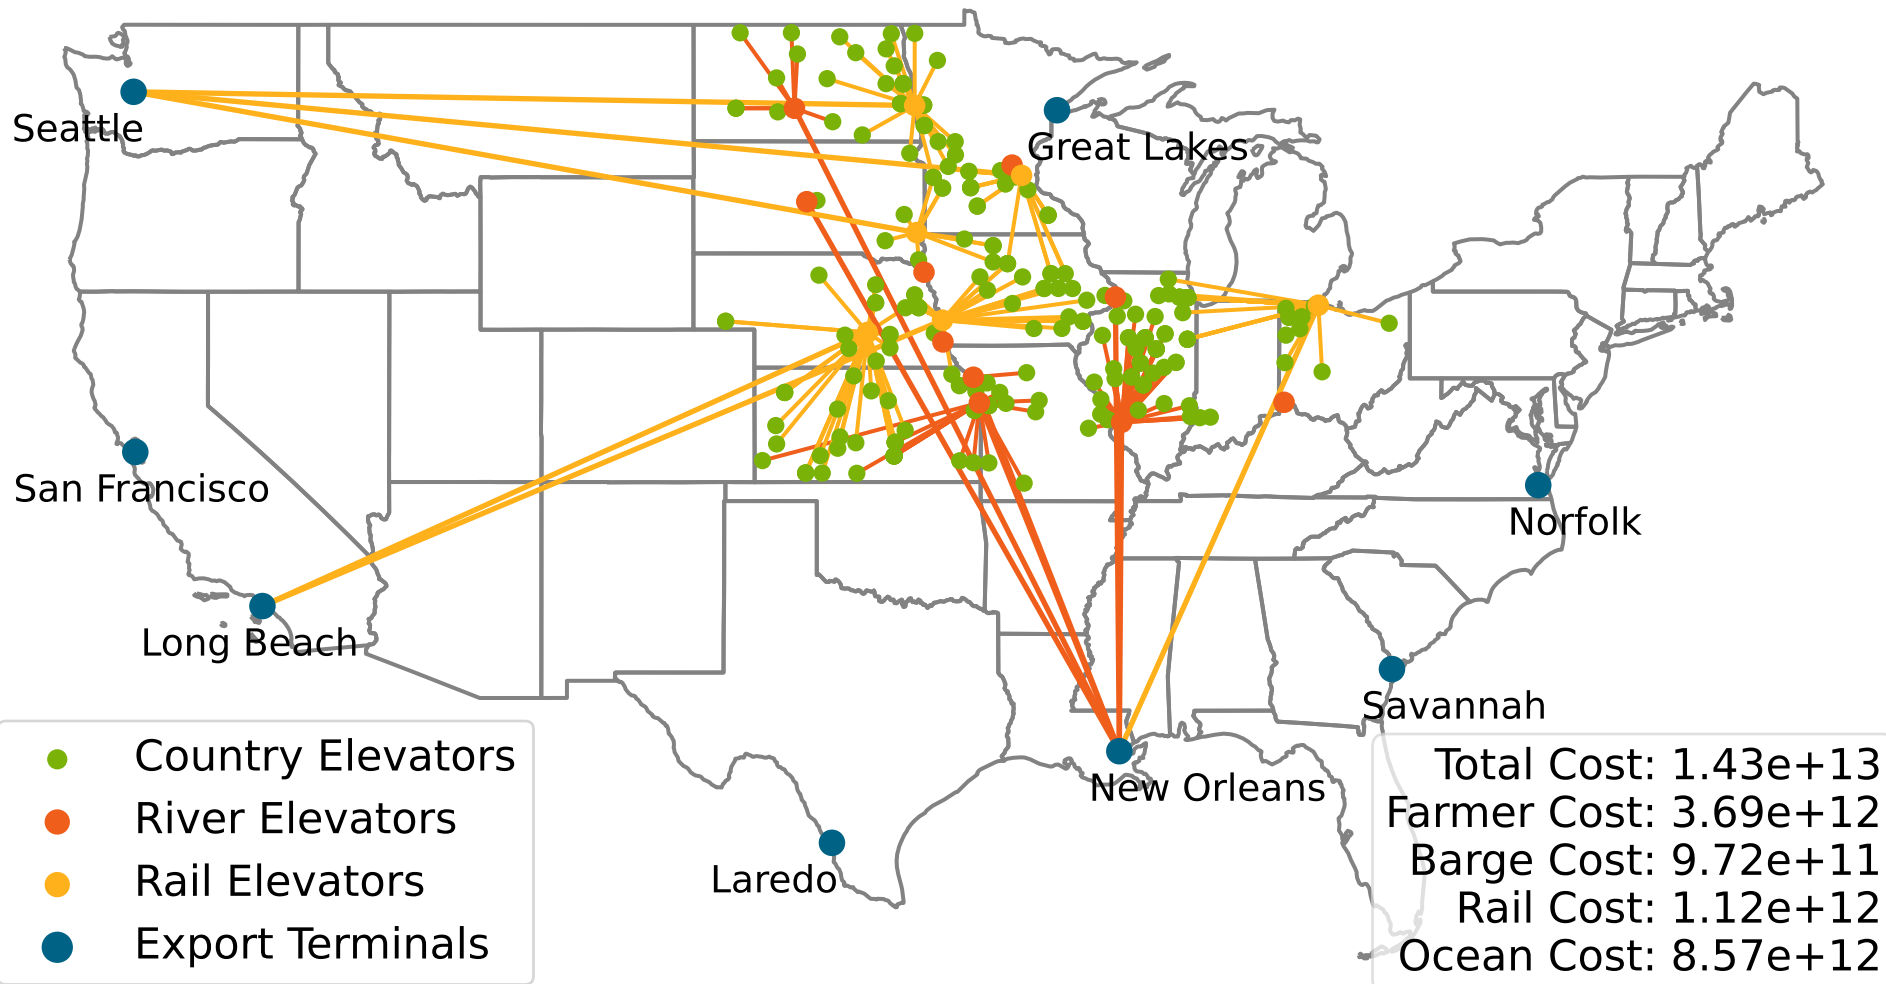 Seattle
Great Lakes
San Francisco
Norfolk
Long Beach
Savannah
New Orleans
Laredo
Country Elevators
River Elevators
Rail Elevators
Export Terminals
Total Cost: 1.43e+13
Farmer Cost: 3.69e+12
Barge Cost: 9.72e+11
Rail Cost: 1.12e+12
Ocean Cost: 8.57e+12